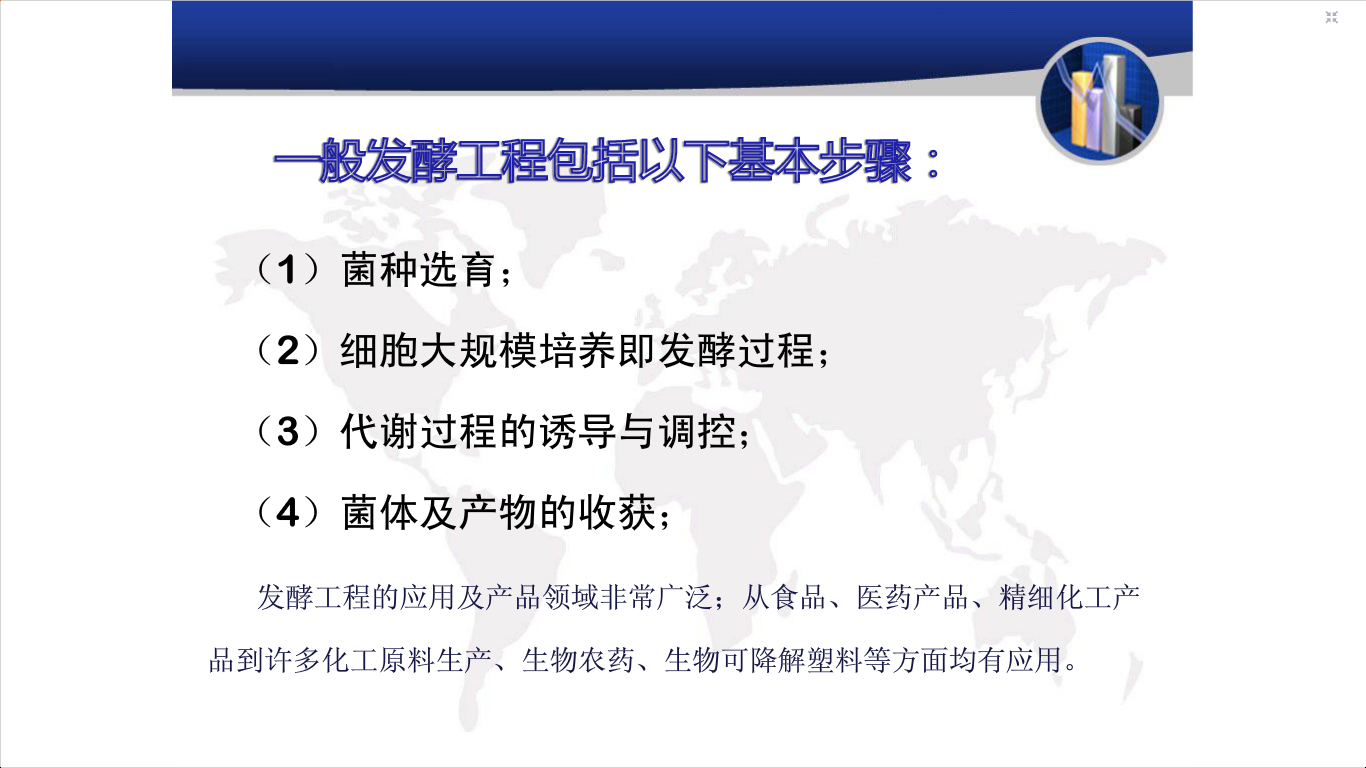 一般发酵工程包括以下基本步骤：
（1）菌种选育；
（2）细胞大规模培养即发酵过程；
（3）代谢过程的诱导与调控；
（4）菌体及产物的收获；
发酵工程的应用及产品领域非常广泛；从食品、医药产品、精细化工产
品到许多化工原料生产、生物农药、生物可降解塑料等方面均有应用。